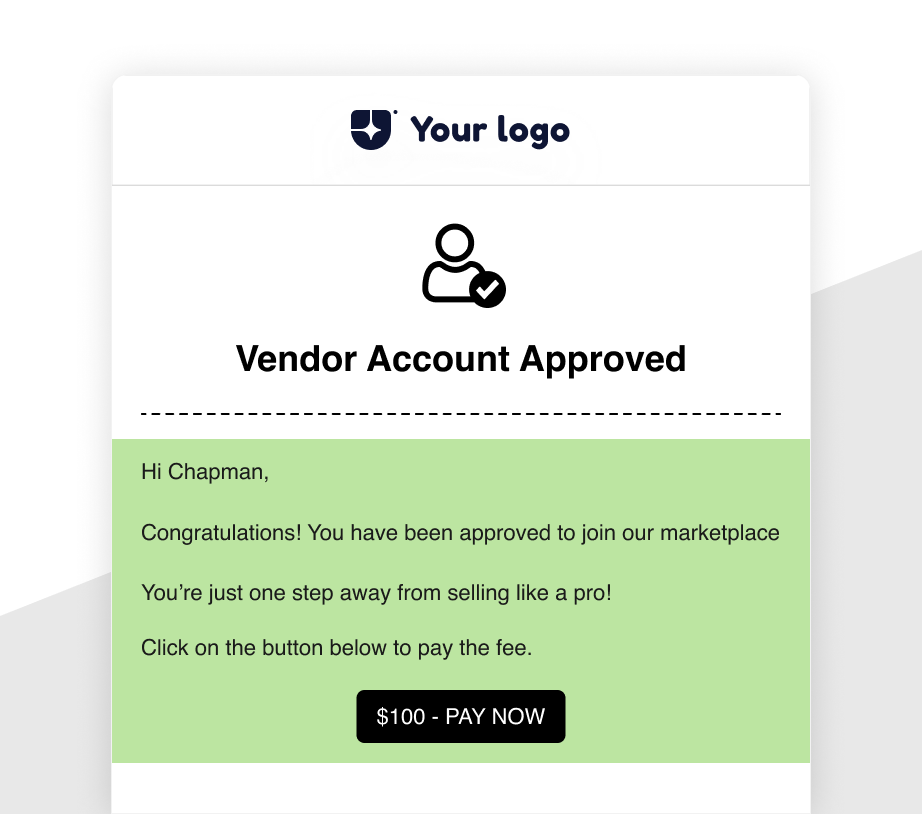 Your logo
Vendor Account Approved
Hi Chapman,
Congratulations! You have been approved to join our marketplace
You’re just one step away from selling like a pro!
Click on the button below to pay the fee.
$100 - PAY NOW